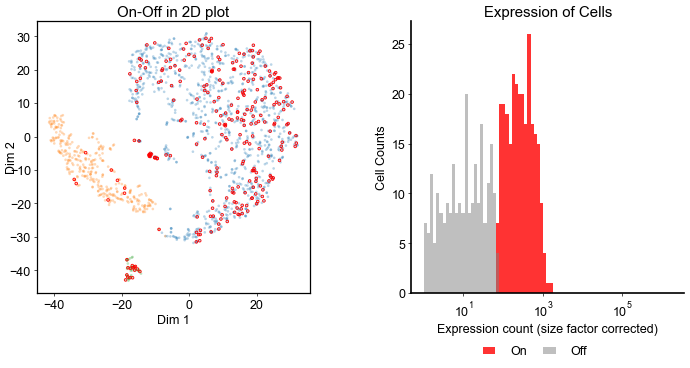 On-Off in 2D plot
30
20
10
0
−10
−20
−30
−40
Dim 2
−40
−20
0
20
Dim 1
Expression of Cells
25
20
15
10
5
0
Cell Counts
10^1
10^3
10^5
Expression count (size factor corrected)
On
Off